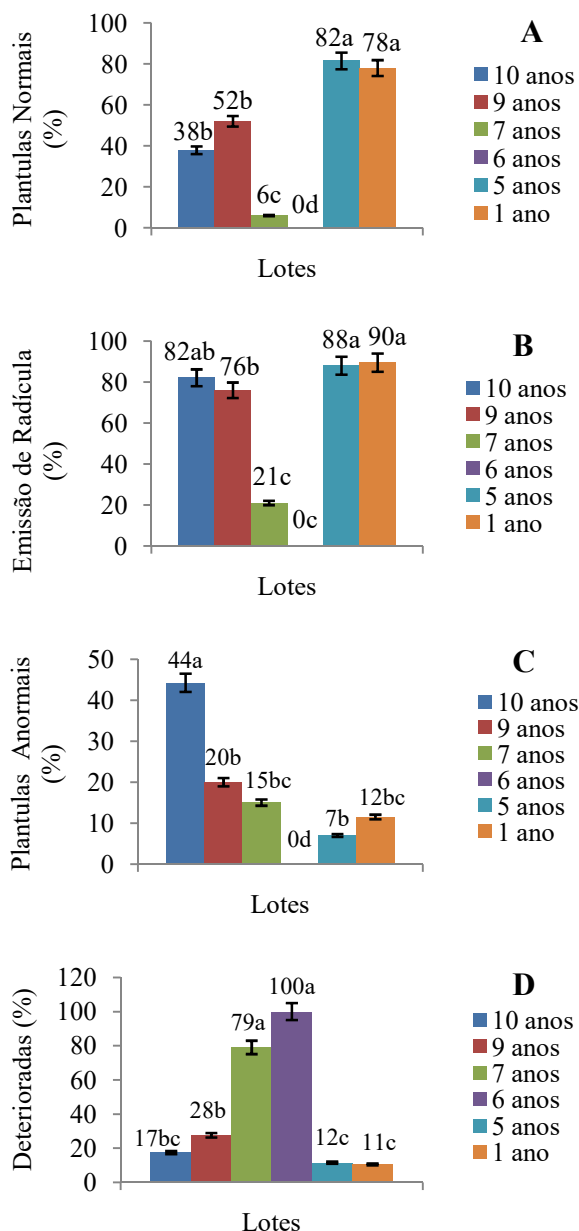 A
Plantulas Normais
(%)
100
80
60
40
20
0
38b
52b
6c
0d
82a
78a
Lotes
10 anos
9 anos
7 anos
6 anos
5 anos
1 ano
B
Emissão de Radícula
(%)
100
80
60
40
20
0
82ab
76b
21c
0c
88a
90a
Lotes
10 anos
9 anos
7 anos
6 anos
5 anos
1 ano
C
Plantulas Anormais
(%)
50
40
30
20
10
0
44a
20b
15bc
0d
7b
12bc
Lotes
10 anos
9 anos
7 anos
6 anos
5 anos
1 ano
D
Deterioradas (%)
120
100
80
60
40
20
0
17bc
28b
79a
100a
12c
11c
Lotes
10 anos
9 anos
7 anos
6 anos
5 anos
1 ano